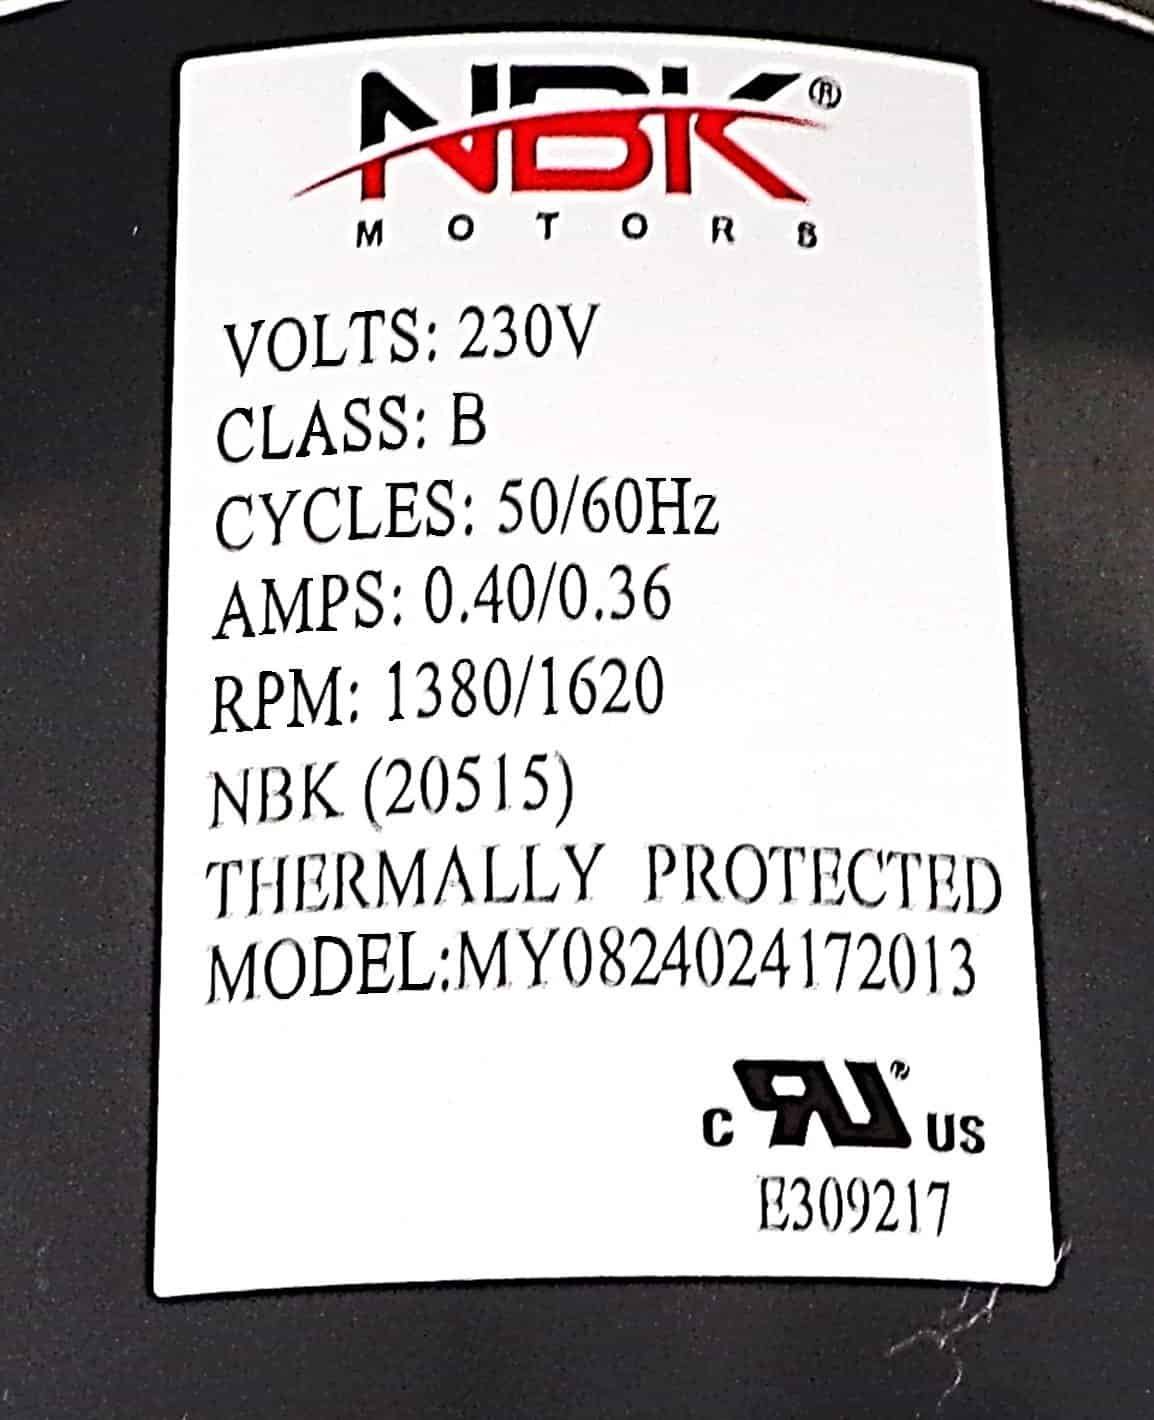 NBK®
MOTORS
VOLTS: 230V
CLASS: B
CYCLES: 50/60Hz
AMPS: 0.40/0.36
RPM: 1380/1620
NBK (20515)
THERMALLY PROTECTED
MODEL:MY0824024172013
c RU® US
E309217